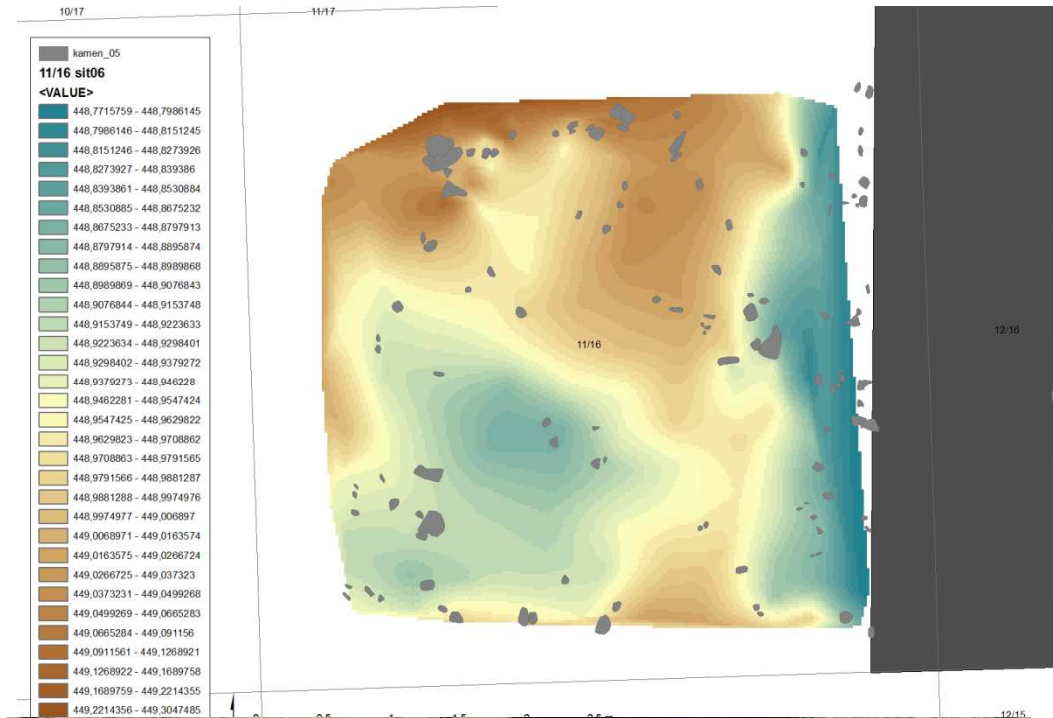 10/17
11/17
kamen_05
11/16 sit06
<VALUE>
448,7715759 - 448,7986145
448,7986146 - 448,8151245
448,8151246 - 448,8273926
448,8273927 - 448,839386
448,8393861 - 448,8530884
448,8530885 - 448,8675232
448,8675233 - 448,8797913
448,8797914 - 448,8895874
448,8895875 - 448,8989868
448,8989869 - 448,9076843
448,9076844 - 448,9153748
448,9153749 - 448,9223633
448,9223634 - 448,9298401
448,9298402 - 448,9379272
448,9379273 - 448,946228
448,9462281 - 448,9547424
448,9547425 - 448,9629822
448,9629823 - 448,9708862
448,9708863 - 448,9791565
448,9791566 - 448,9881287
448,9881288 - 448,9974976
448,9974977 - 449,006897
449,0068971 - 449,0163574
449,0163575 - 449,0266724
449,0266725 - 449,037323
449,0373231 - 449,0499268
449,0499269 - 449,0665283
449,0665284 - 449,091156
449,0911561 - 449,1268921
449,1268922 - 449,1689758
449,1689759 - 449,2214355
449,2214356 - 449,3047485
11/16
12/16
12/15